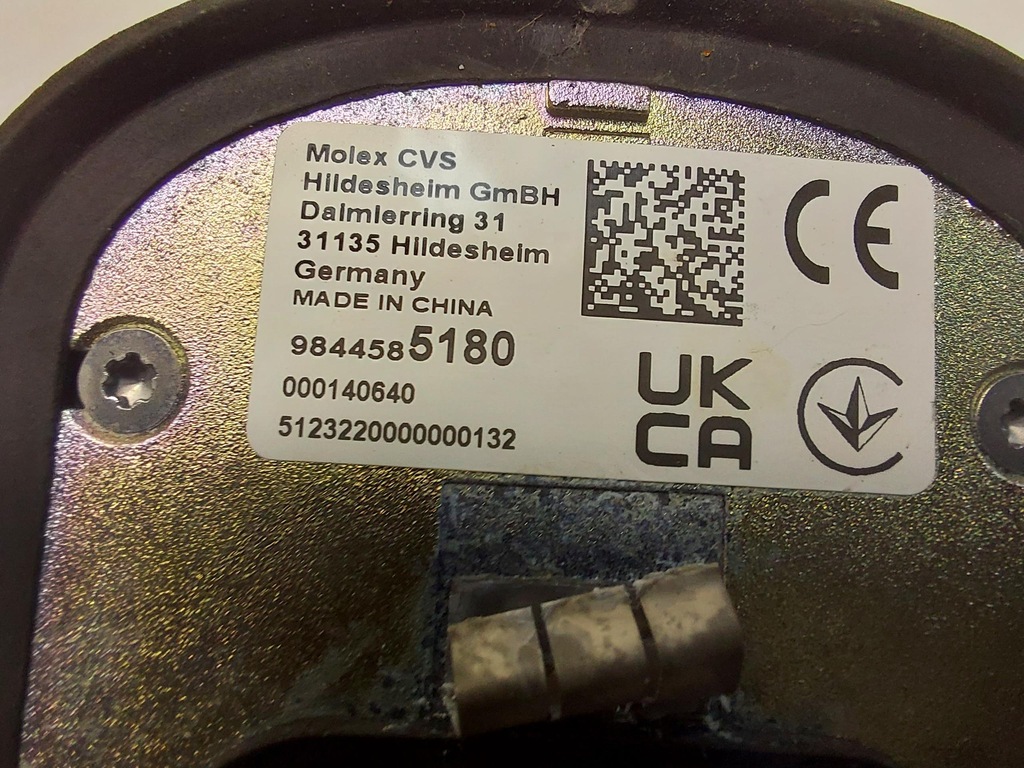 Molex CVS
Hildesheim GmBH
Daimlerring 31
31135 Hildesheim
Germany
MADE IN CHINA
9844585180
000140640
5123220000000132
CE
UK
CA